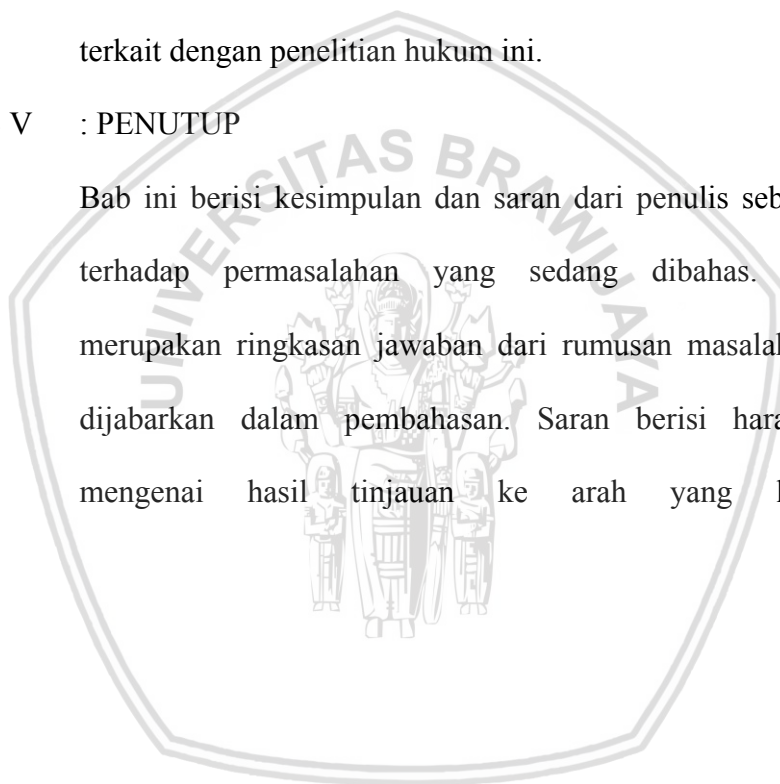 terkait dengan penelitian hukum ini.
V : PENUTUP
UNIVERSITAS BRAWIJAYA
Bab ini berisi kesimpulan dan saran dari penulis seb
terhadap permasalahan yang sedang dibahas.
merupakan ringkasan jawaban dari rumusan masalah
dijabarkan dalam pembahasan. Saran berisi hara
mengenai hasil tinjauan ke arah yang